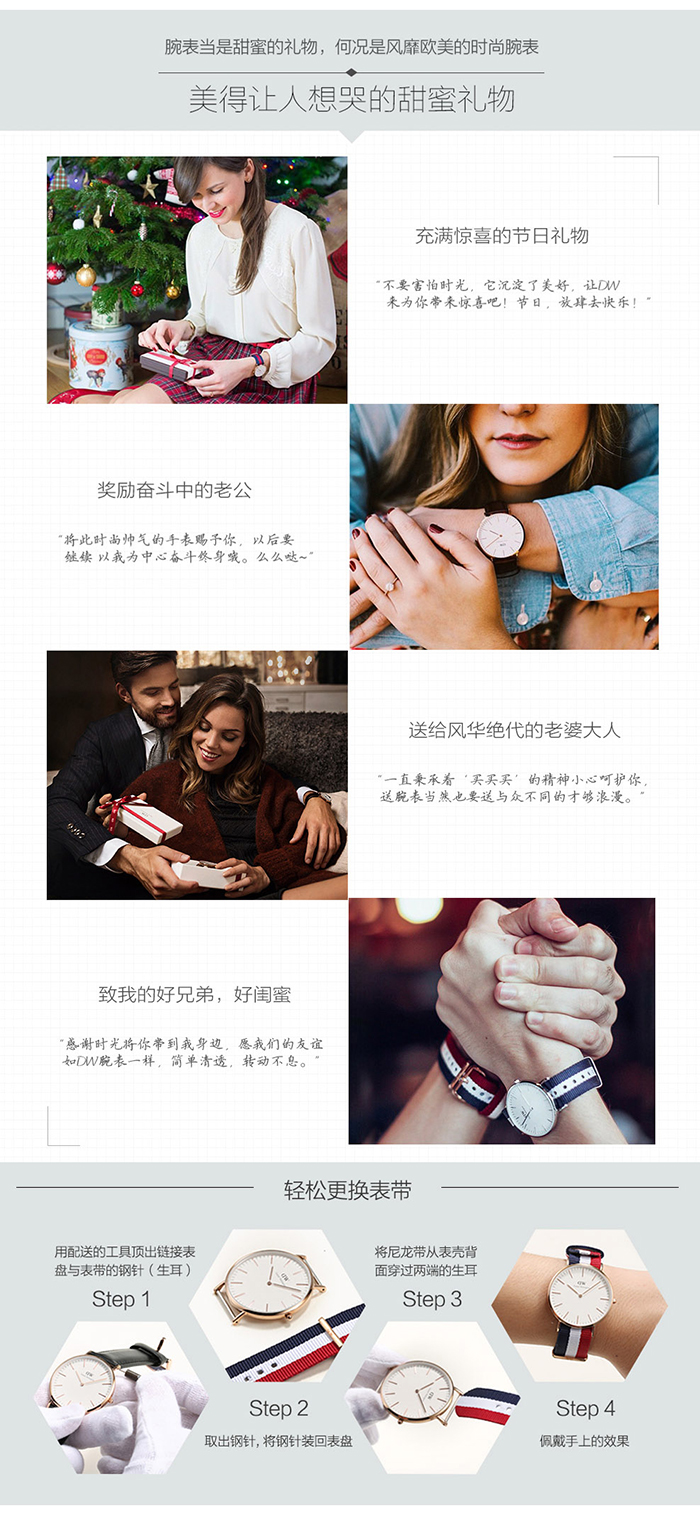 腕表当是甜蜜的礼物，何况是风靡欧美的时尚腕表
美得让人想哭的甜蜜礼物
充满惊喜的节日礼物
“不要害怕时光，它沉淀了美好，让DW
来为你带来惊喜吧！节日，放肆去快乐！”
奖励奋斗中的老公
“将此时尚帅气的手表赐予你，以后要
继续 以我为中心奋斗终身哦。么么哒~”
送给风华绝代的老婆大人
“一直秉承着‘买买买’的精神小心呵护你，
送腕表当然也要送与众不同的才够浪漫。”
致我的好兄弟，好闺蜜
“感谢时光将你带到我身边，愿我们的友谊
如DW腕表一样，简单清透，转动不息。”
轻松更换表带
用配送的工具顶出链接表
盘与表带的钢针（生耳）
Step 1
Step 2
取出钢针, 将钢针装回表盘
将尼龙带从表壳背
面穿过两端的生耳
Step 3
Step 4
佩戴手上的效果